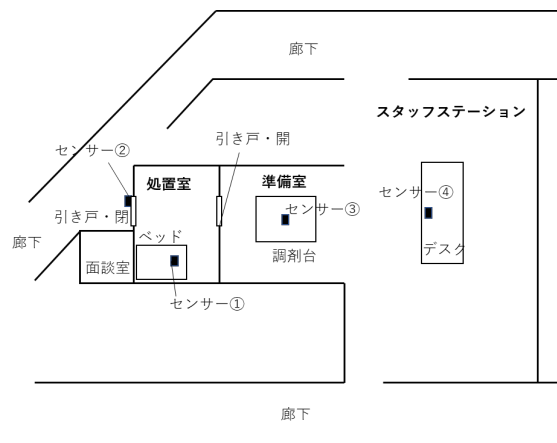 廊下
スタッフステーション
引き戸・開
センサー②
処置室
準備室
センサー④
センサー③
引き戸・閉
ベッド
廊下
デスク
調剤台
面談室
センサー①
廊下